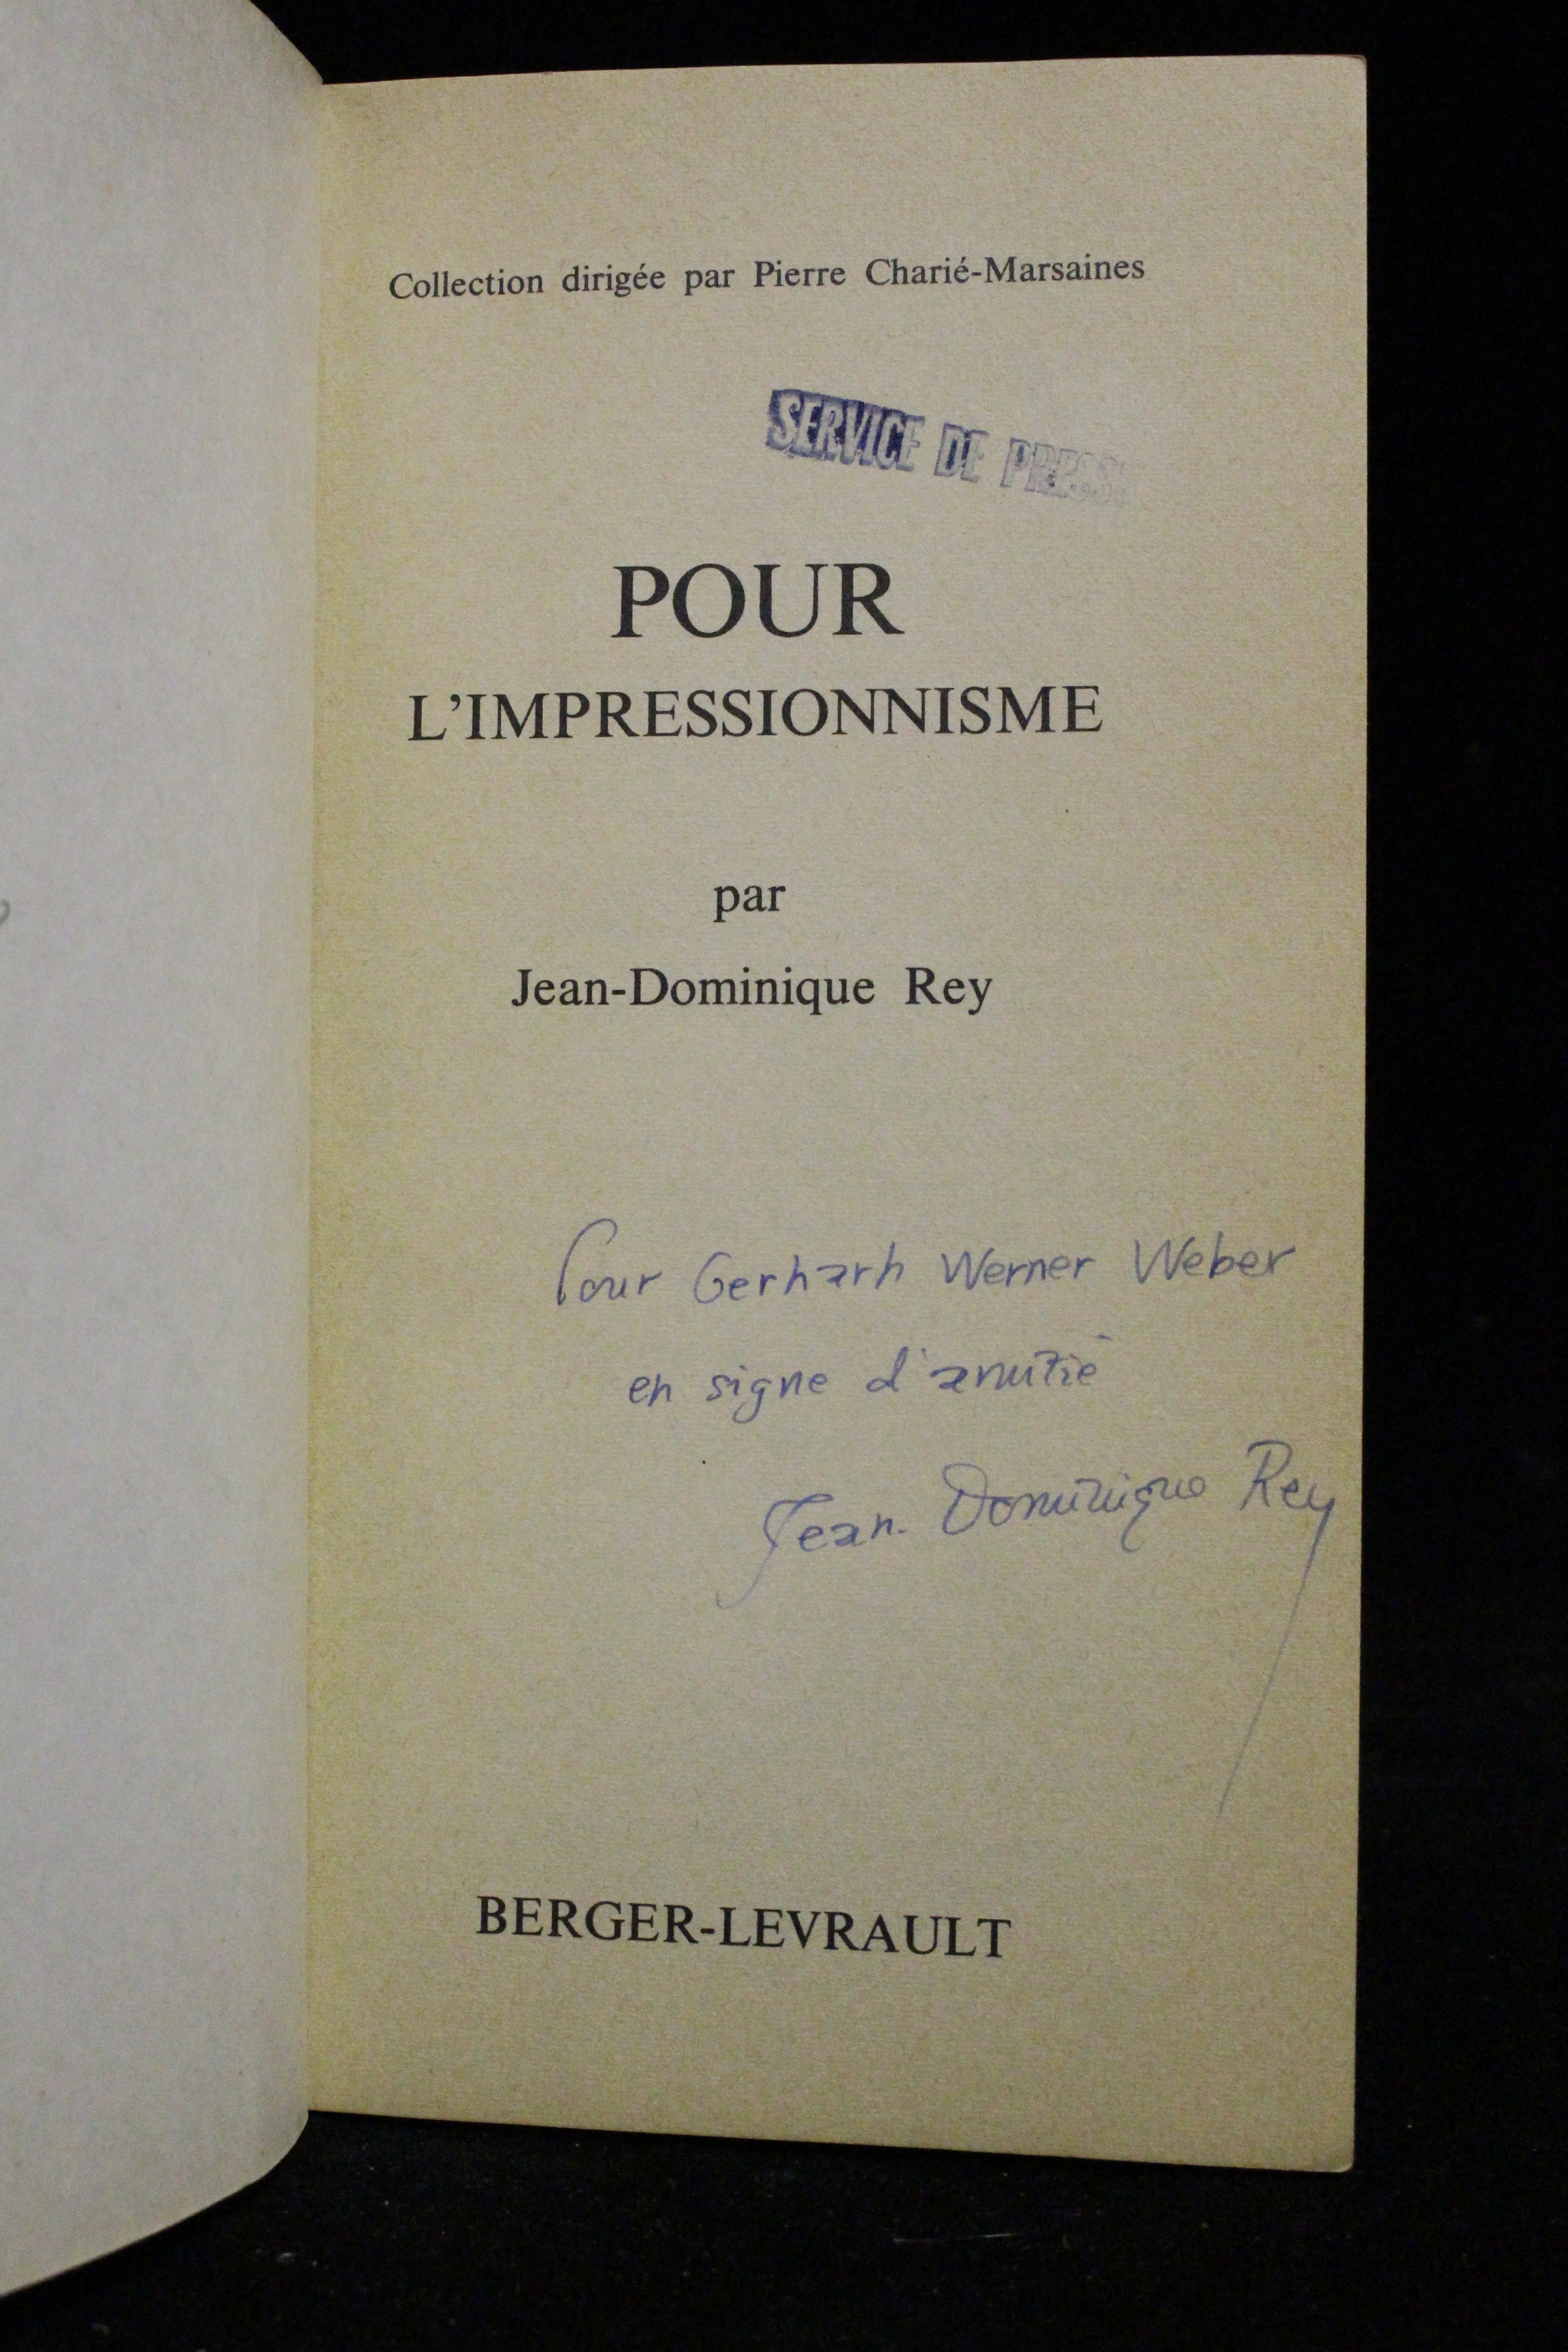 Collection dirigée par Pierre Charié-Marsaines
SERVICE DE PRESSE
POUR
L'IMPRESSIONNISME
par
Jean-Dominique Rey
Pour Gerharh Werner Weber
en signe d'amitié
Jean-Dominique Rey
BERGER-LEVRAULT